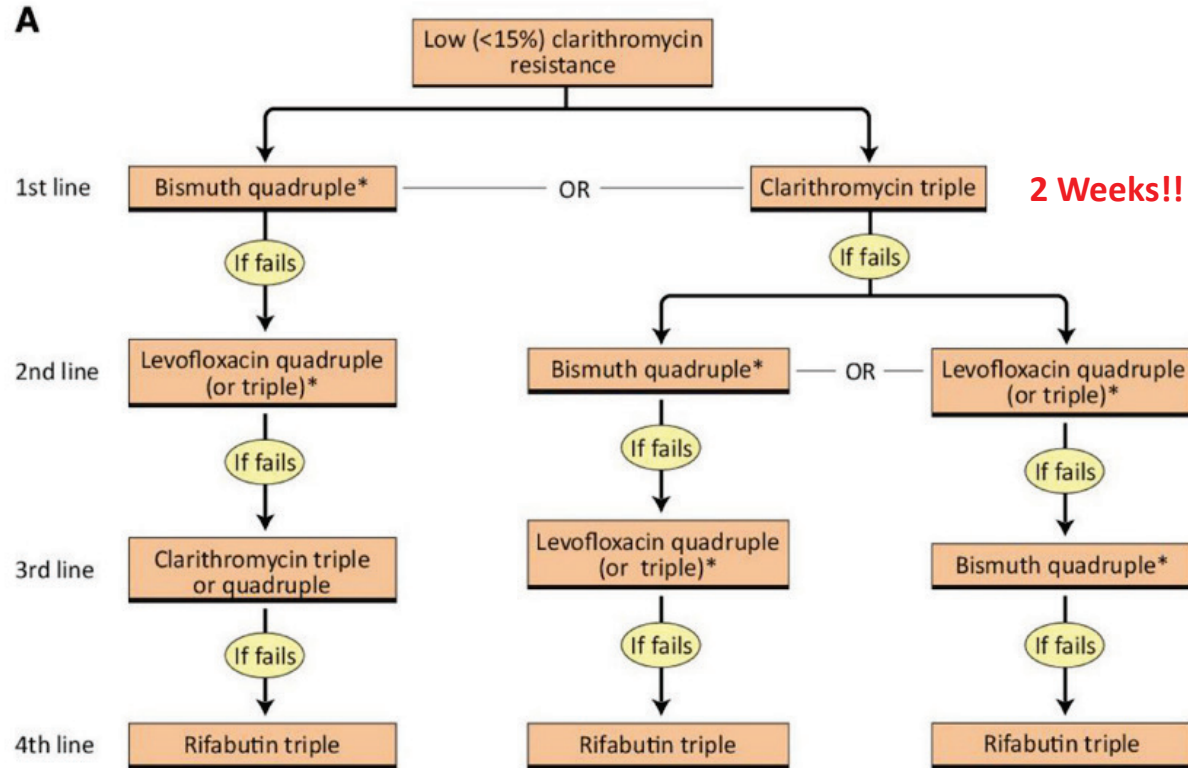 A
Low (<15%) clarithromycin
resistance
1st line
Bismuth quadruple*
OR
Clarithromycin triple
2 Weeks!!
If fails
If fails
2nd line
Levofloxacin quadruple
(or triple)*
Bismuth quadruple*
OR
Levofloxacin quadruple
(or triple)*
If fails
If fails
If fails
3rd line
Clarithromycin triple
or quadruple
Levofloxacin quadruple
(or triple)*
Bismuth quadruple*
If fails
If fails
If fails
4th line
Rifabutin triple
Rifabutin triple
Rifabutin triple